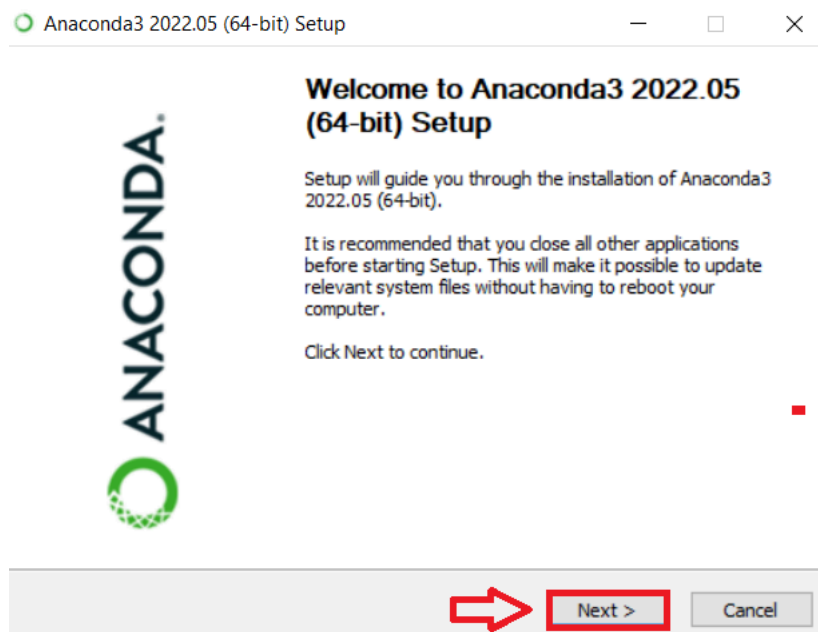 Anaconda3 2022.05 (64-bit) Setup
Welcome to Anaconda3 2022.05
(64-bit) Setup
Setup will guide you through the installation of Anaconda3
2022.05 (64-bit).
It is recommended that you close all other applications
before starting Setup. This will make it possible to update
relevant system files without having to reboot your
computer.
Click Next to continue.
ANACONDA.
Next >
Cancel